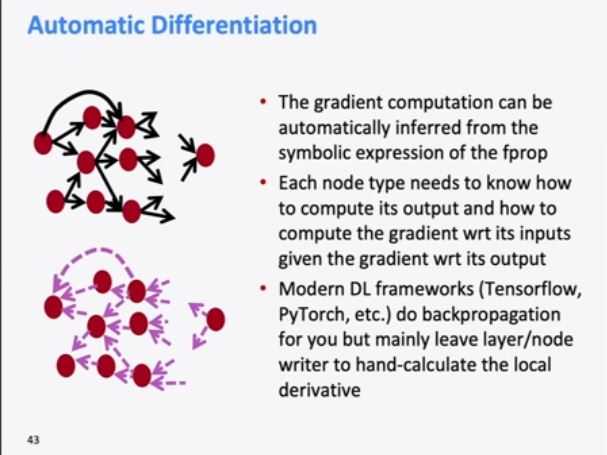 Automatic Differentiation
• The gradient computation can be
automatically inferred from the
symbolic expression of the fprop
• Each node type needs to know how
to compute its output and how to
compute the gradient wrt its inputs
given the gradient wrt its output
• Modern DL frameworks (Tensorflow,
PyTorch, etc.) do backpropagation
for you but mainly leave layer/node
writer to hand-calculate the local
derivative
43